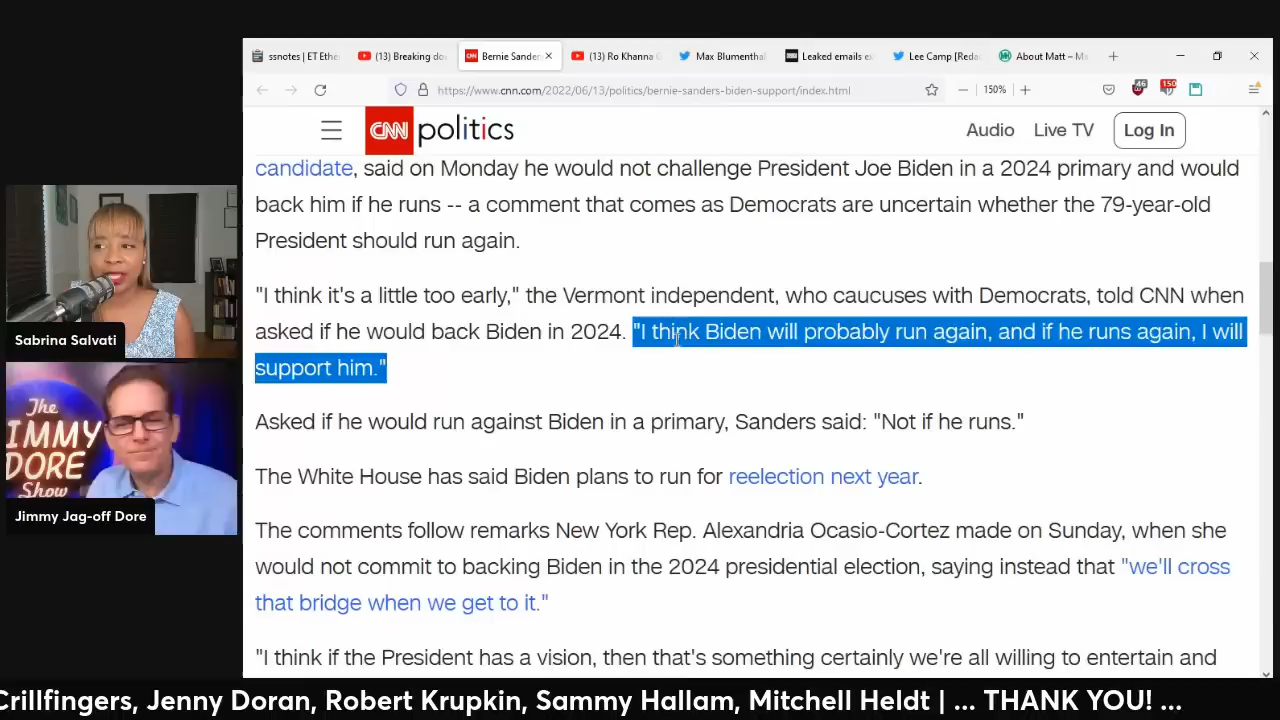 ssnotes | ET Ethe
(13) Breaking do
Bernie Sander
(13) Ro Khanna G
Max Blumenthal
Leaked emails ex
Lee Camp [Reda
About Matt – Ma
https://www.cnn.com/2022/06/13/politics/bernie-sanders-biden-support/index.html
150%
46
150
CNN politics
Audio
Live TV
Log In
candidate, said on Monday he would not challenge President Joe Biden in a 2024 primary and would
back him if he runs -- a comment that comes as Democrats are uncertain whether the 79-year-old
President should run again.
"I think it's a little too early," the Vermont independent, who caucuses with Democrats, told CNN when
asked if he would back Biden in 2024. "I think Biden will probably run again, and if he runs again, I will
support him."
Asked if he would run against Biden in a primary, Sanders said: "Not if he runs."
The White House has said Biden plans to run for reelection next year.
The comments follow remarks New York Rep. Alexandria Ocasio-Cortez made on Sunday, when she
would not commit to backing Biden in the 2024 presidential election, saying instead that "we'll cross
that bridge when we get to it."
"I think if the President has a vision, then that's something certainly we're all willing to entertain and
Sabrina Salvati
The
JIMMY
DORE
Show
Jimmy Jag-off Dore
Crillfingers, Jenny Doran, Robert Krupkin, Sammy Hallam, Mitchell Heldt | ... THANK YOU! ...